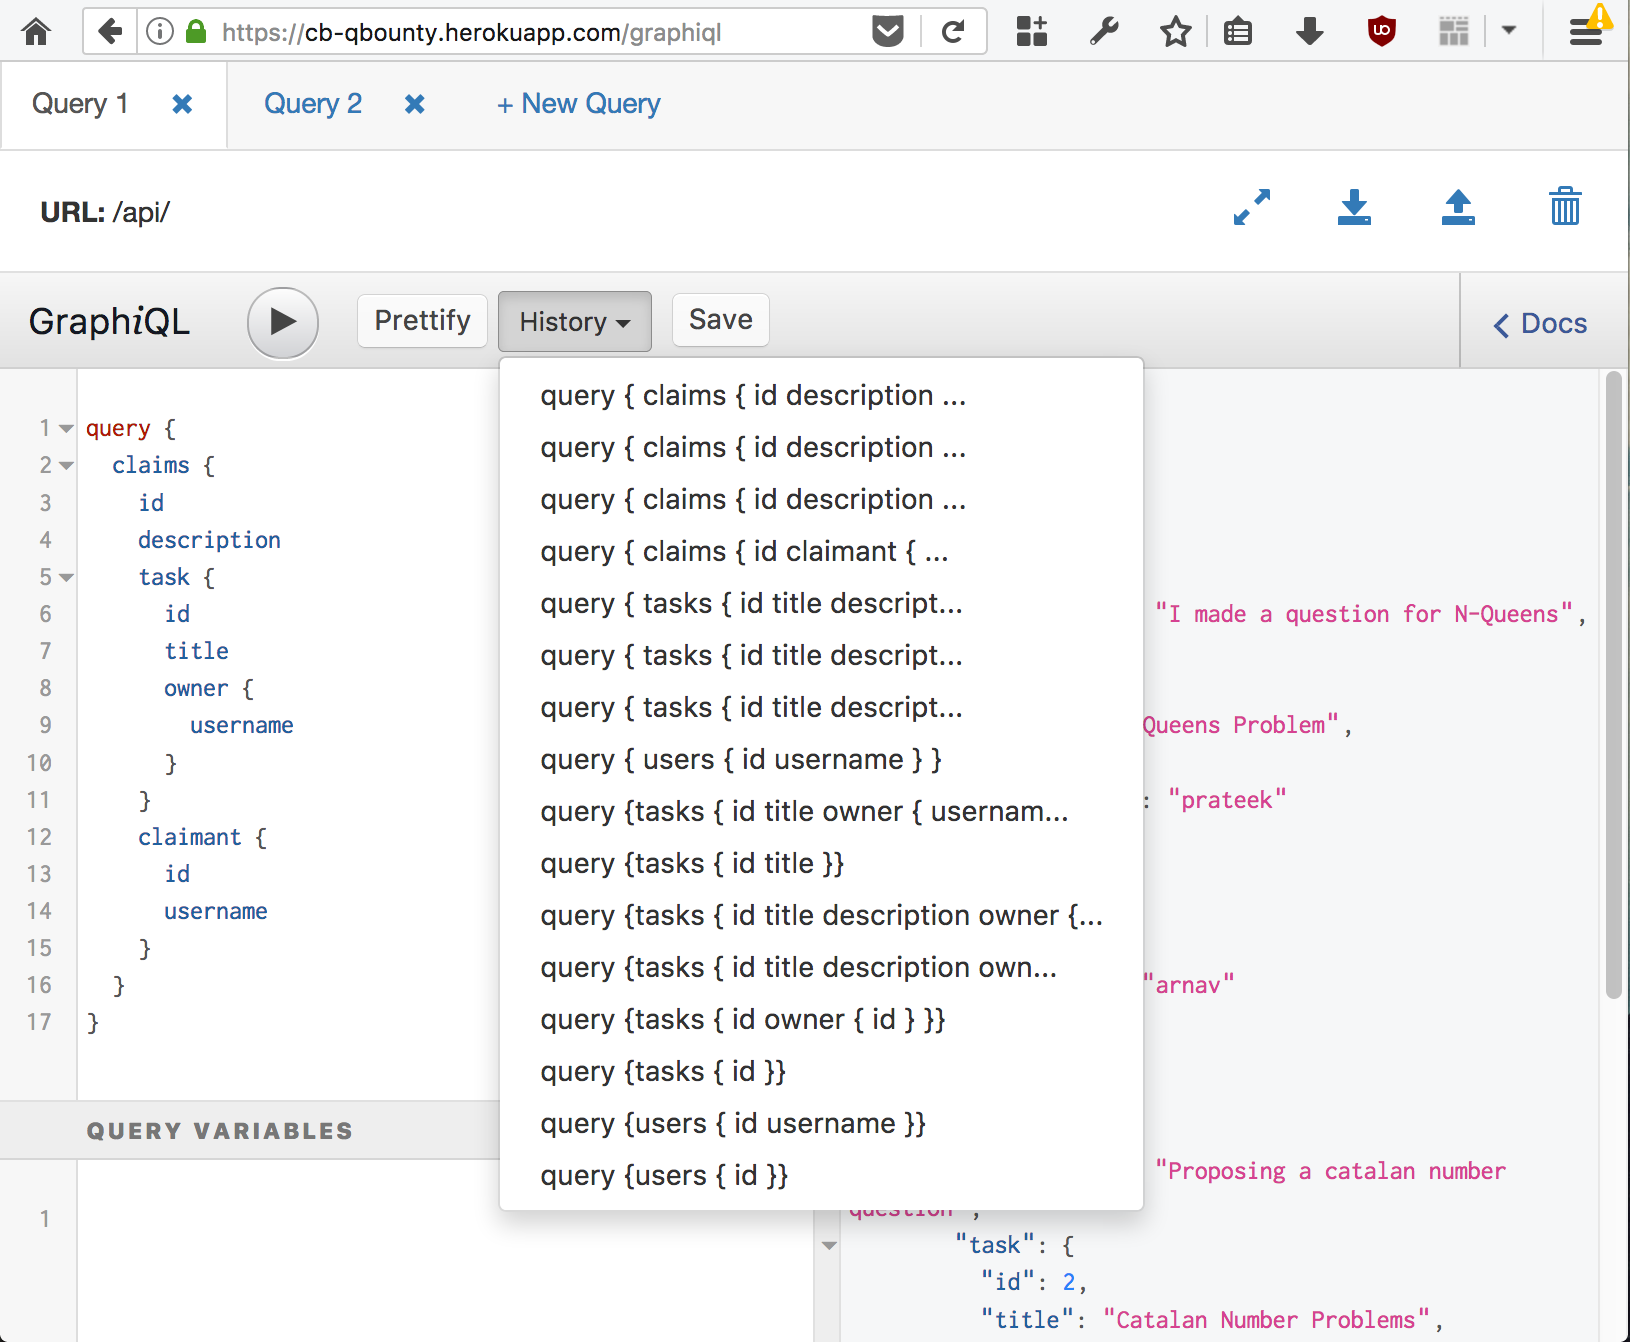 https://cb-qbounty.herokuapp.com/graphiql
Query 1
Query 2
+ New Query
URL: /api/
GraphiQL
Prettify
History
Save
Docs
1 query {
2 claims {
3 id
4 description
5 task {
6 id
7 title
8 owner {
9 username
10 }
11 }
12 claimant {
13 id
14 username
15 }
16 }
17 }
QUERY VARIABLES
1
query { claims { id description ...
query { claims { id description ...
query { claims { id description ...
query { claims { id claimant { ...
query { tasks { id title descript...
query { tasks { id title descript...
query { tasks { id title descript...
query { users { id username } }
query {tasks { id title owner { usernam...
query {tasks { id title }}
query {tasks { id title description owner {...
query {tasks { id title description own...
query {tasks { id owner { id } }}
query {tasks { id }}
query {users { id username }}
query {users { id }}
"I made a question for N-Queens",
Queens Problem",
: "prateek"
"arnav"
"Proposing a catalan number
question",
"task": {
"id": 2,
"title": "Catalan Number Problems",